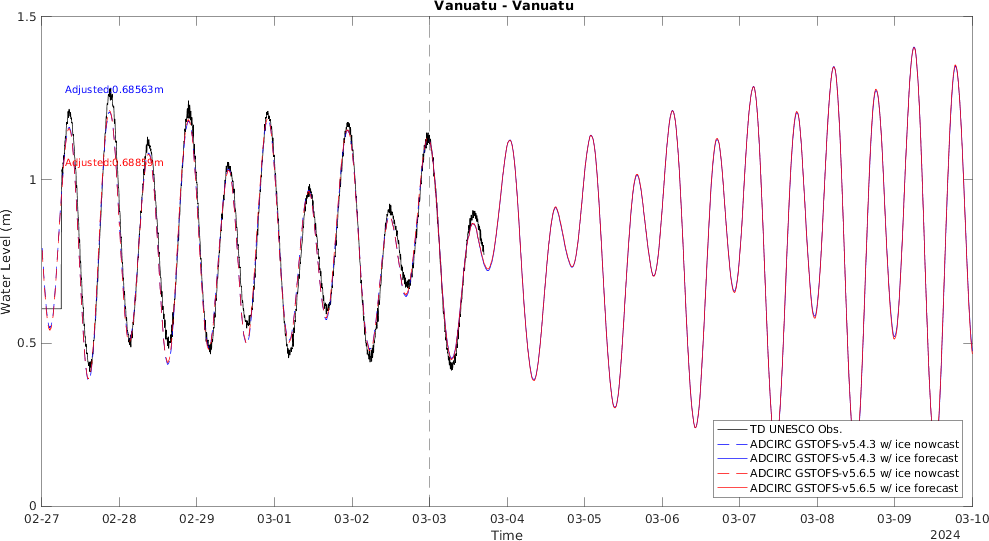 Vanuatu - Vanuatu
1.5
Adjusted:0.68563m
Adjusted:0.68859m
1
Water Level (m)
0.5
0
TD UNESCO Obs.
ADCIRC GSTOFS-v5.4.3 w/ ice nowcast
ADCIRC GSTOFS-v5.4.3 w/ ice forecast
ADCIRC GSTOFS-v5.6.5 w/ ice nowcast
ADCIRC GSTOFS-v5.6.5 w/ ice forecast
02-27 02-28 02-29 03-01 03-02 03-03 03-04 03-05 03-06 03-07 03-08 03-09 03-10
Time
2024